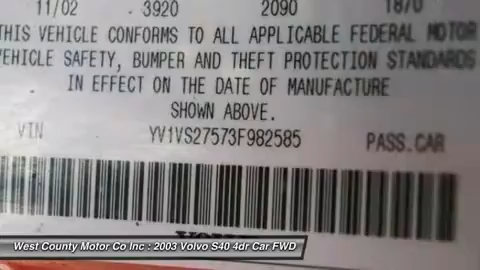 11/02 3920 2090 1870
THIS VEHICLE CONFORMS TO ALL APPLICABLE FEDERAL MOTOR
VEHICLE SAFETY, BUMPER AND THEFT PROTECTION STANDARDS
IN EFFECT ON THE DATE OF MANUFACTURE
SHOWN ABOVE.
VIN YV1VS27573F982585 PASS.CAR
West County Motor Co Inc : 2003 Volvo S40 4dr Car FWD